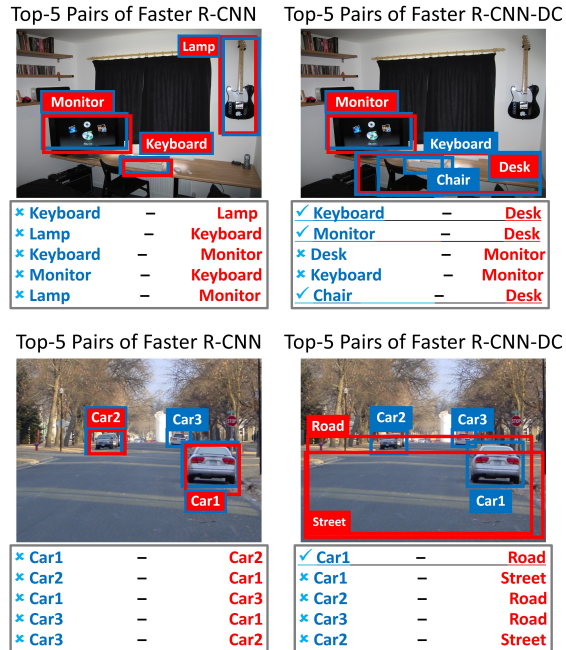 Top-5 Pairs of Faster R-CNN
Lamp
Monitor
Keyboard
× Keyboard – Lamp
× Lamp – Keyboard
× Keyboard – Monitor
× Monitor – Keyboard
× Lamp – Monitor
Top-5 Pairs of Faster R-CNN-DC
Monitor
Keyboard
Desk
Chair
✓ Keyboard – Desk
✓ Monitor – Desk
× Desk – Monitor
× Keyboard – Monitor
✓ Chair – Desk
Top-5 Pairs of Faster R-CNN
Car2
Car3
STOP
Car1
× Car1 – Car2
× Car2 – Car1
× Car1 – Car3
× Car3 – Car1
× Car3 – Car2
Top-5 Pairs of Faster R-CNN-DC
Car2
Car3
Road
STOP
Car1
Street
✓ Car1 – Road
× Car1 – Street
× Car2 – Road
× Car3 – Road
× Car2 – Street